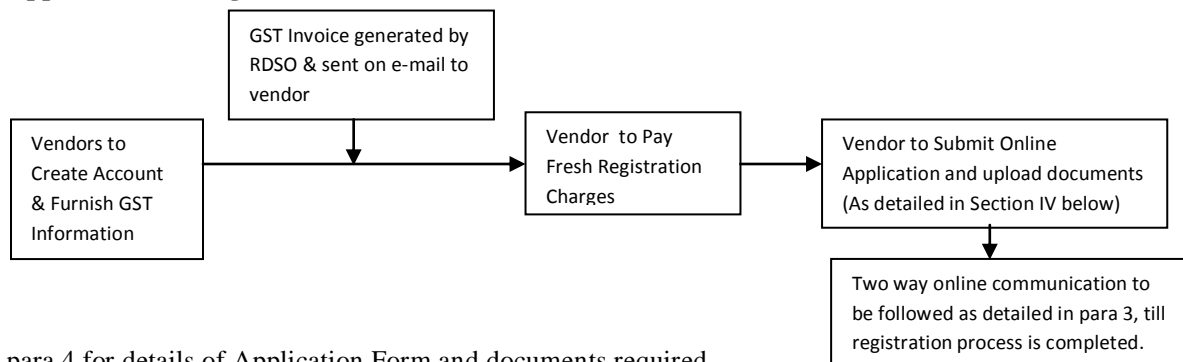 GST Invoice generated by
RDSO & sent on e-mail to
vendor
Vendors to
Create Account
& Furnish GST
Information
Vendor to Pay
Fresh Registration
Charges
Vendor to Submit Online
Application and upload documents
(As detailed in Section IV below)
Two way online communication to
be followed as detailed in para 3, till
registration process is completed.
para 4 for details of Application Form and documents required